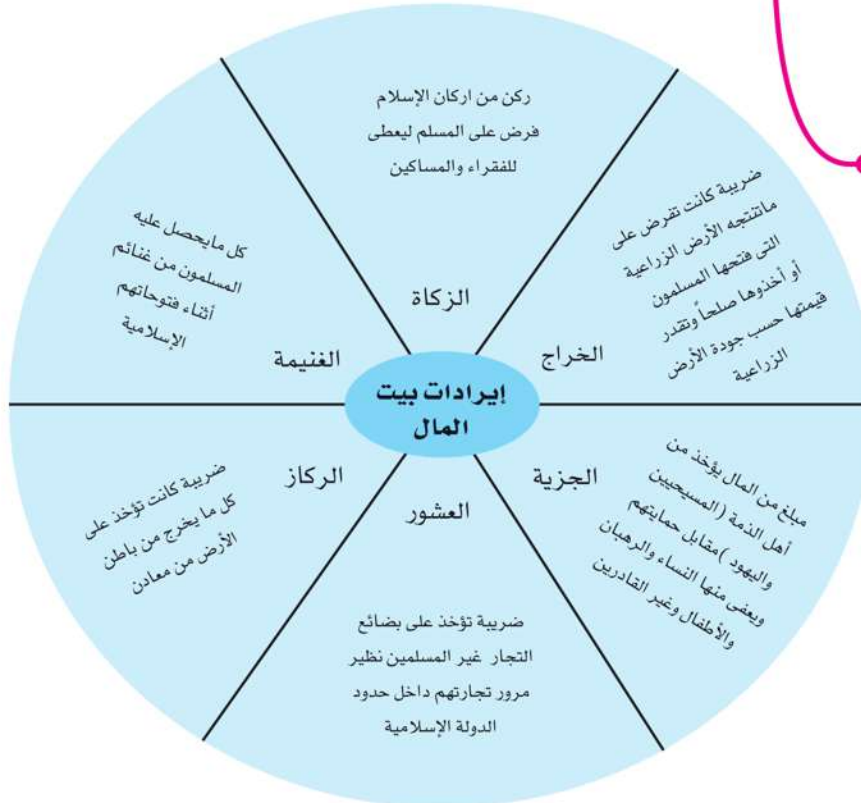 إيرادات بيت
المال
الزكاة
ركن من اركان الإسلام
فرض على المسلم ليعطى
للفقراء والمساكين
الخراج
ضريبة كانت تفرض على
ماتنتجه الأرض الزراعية
التى فتحها المسلمون
أو أخذوها صلحاً وتقدر
قيمتها حسب جودة الأرض
الزراعية
الجزية
مبلغ من المال يؤخذ من
أهل الذمة (المسيحيين
واليهود )مقابل حمايتهم
ويعفى منها النساء والرهبان
والأطفال وغير القادرين
العشور
ضريبة تؤخذ على بضائع
التجار غير المسلمين نظير
مرور تجارتهم داخل حدود
الدولة الإسلامية
الركاز
ضريبة كانت تؤخذ على
كل ما يخرج من باطن
الأرض من معادن
الغنيمة
كل مايحصل عليه
المسلمون من غنائم
أثناء فتوحاتهم
الإسلامية